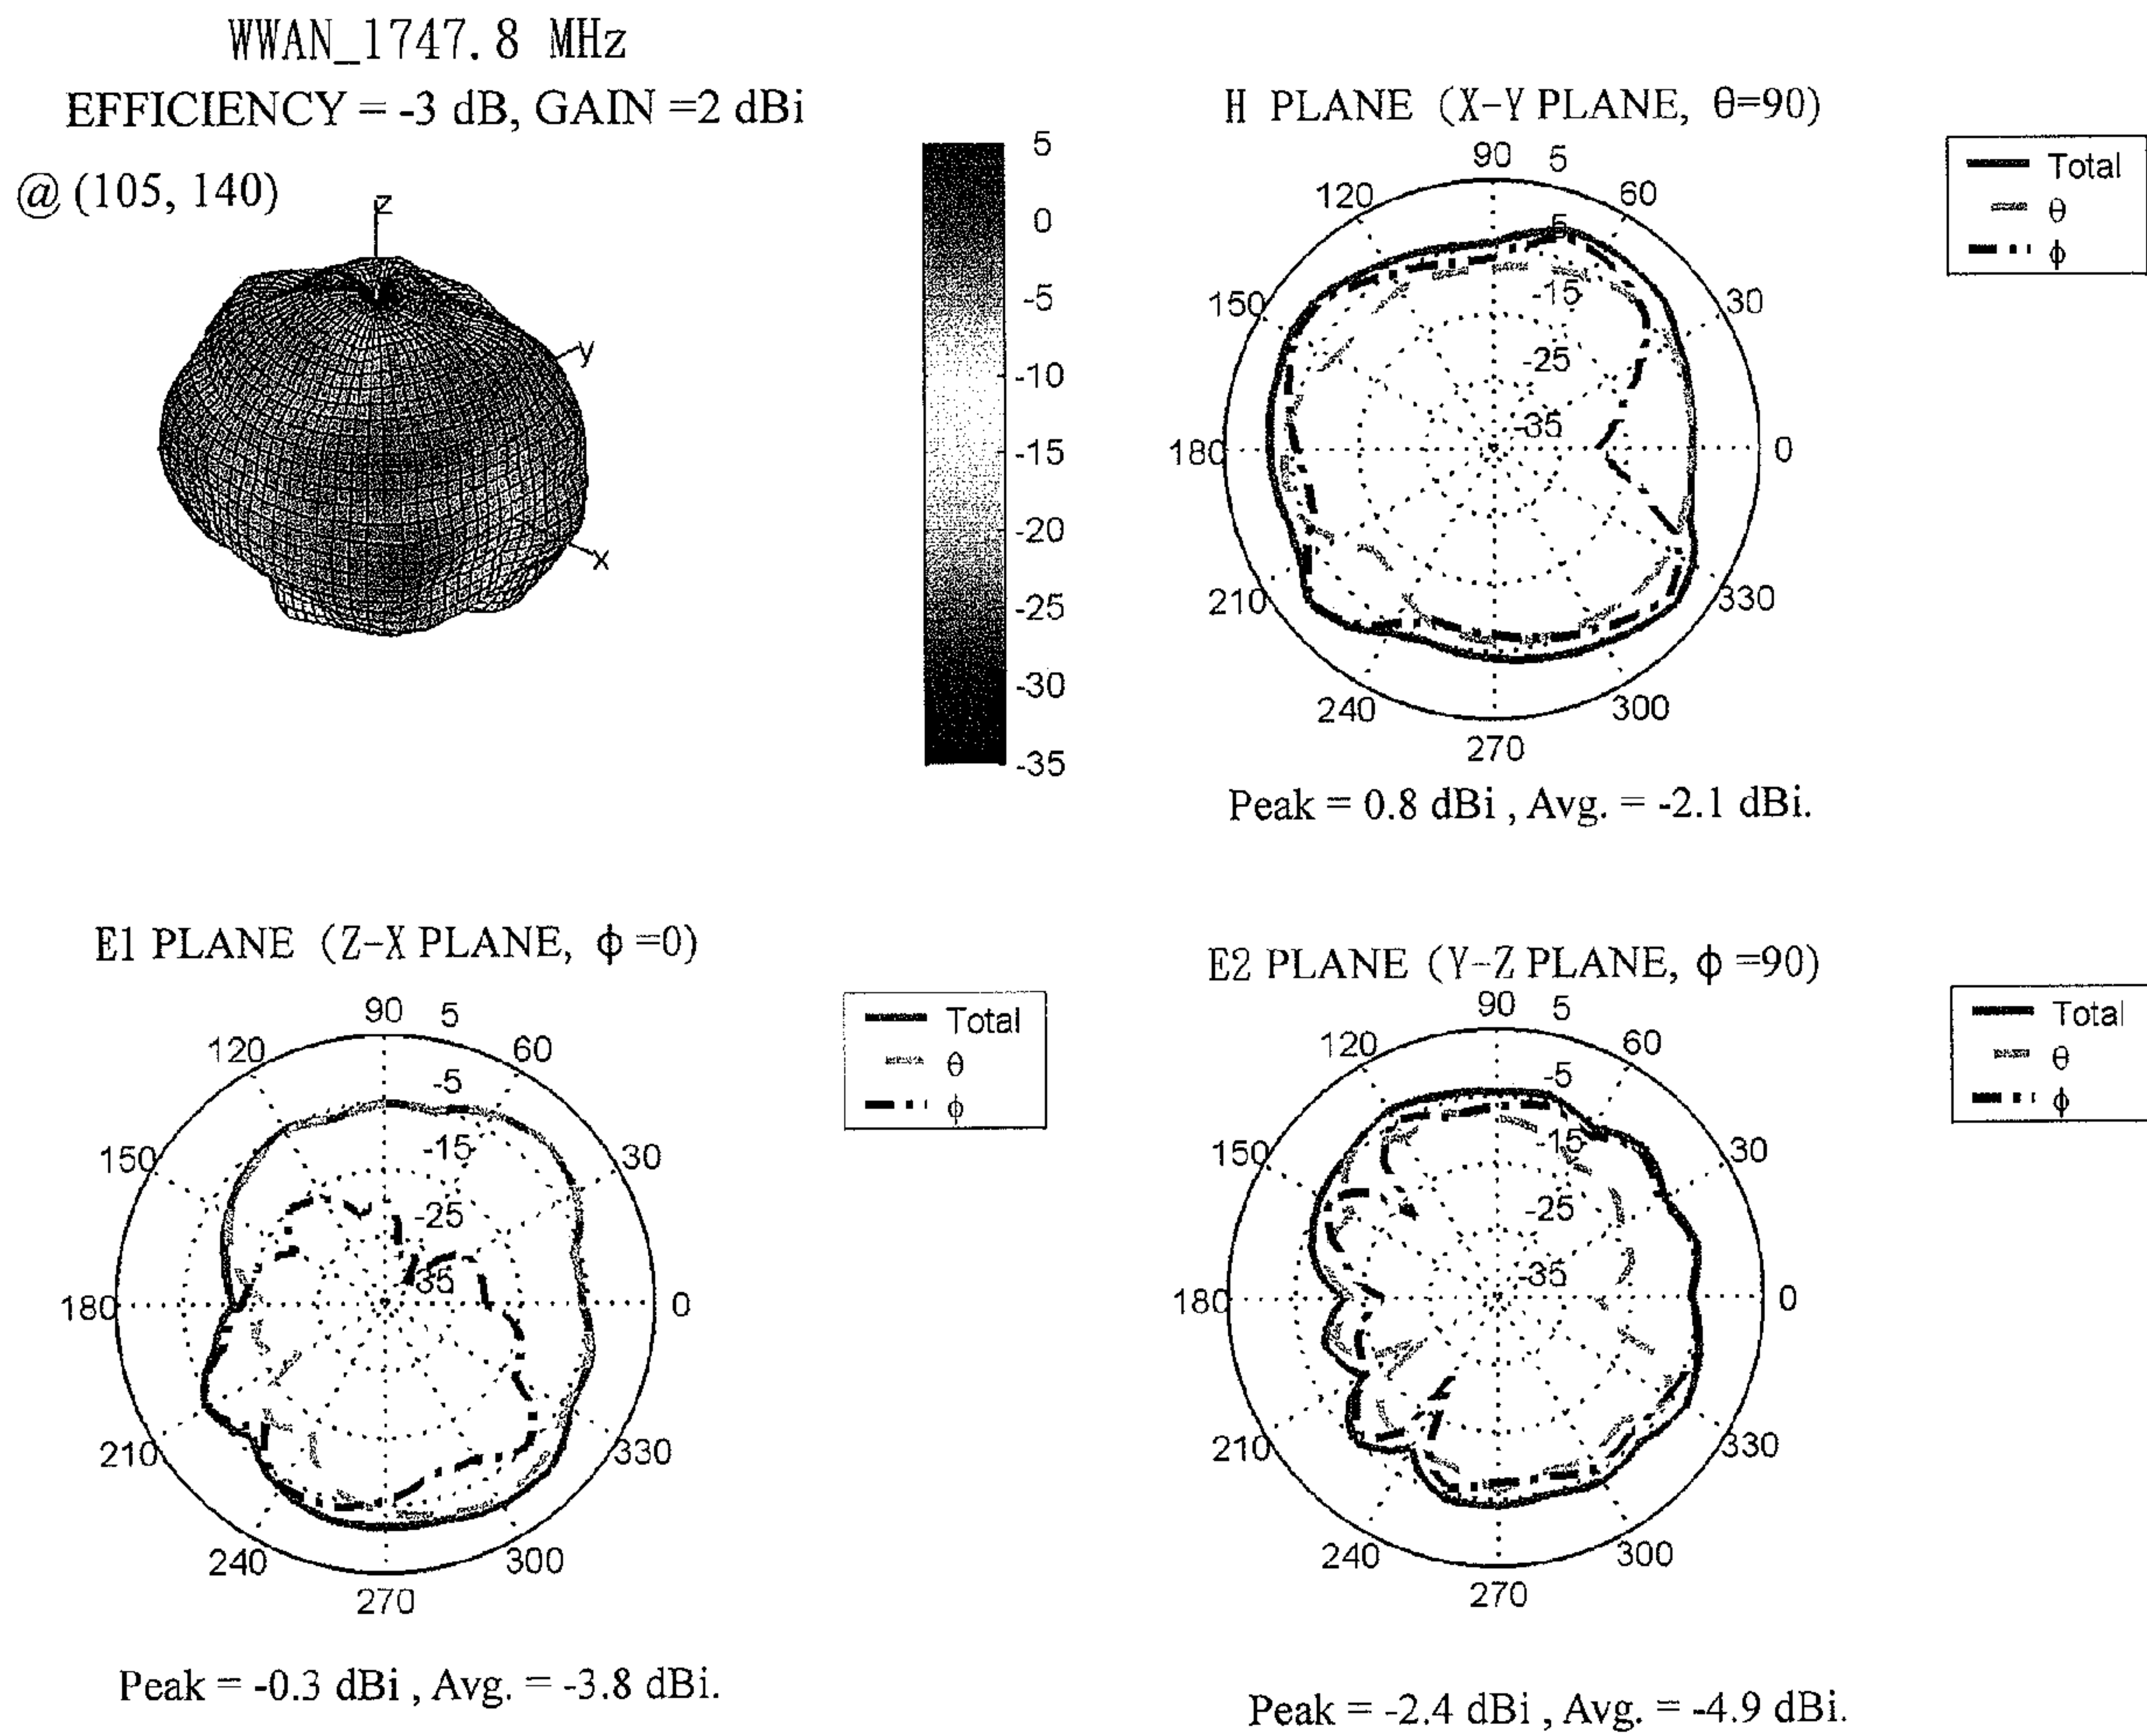 WWAN_1747.8 MHz
EFFICIENCY = -3 dB, GAIN =2 dBi
@ (105, 140)
z
y
x
5
0
-5
-10
-15
-20
-25
-30
-35
H PLANE (X-Y PLANE, θ=90)
Total
θ
ϕ
90 5
120 60
5
150 -15 30
-25
-35
180 0
210 330
240 300
270
Peak = 0.8 dBi , Avg. = -2.1 dBi.
E1 PLANE (Z-X PLANE, ϕ =0)
Total
θ
ϕ
90 5
120 60
-5
150 -15 30
-25
35
180 0
210 330
240 300
270
Peak = -0.3 dBi , Avg. = -3.8 dBi.
E2 PLANE (Y-Z PLANE, ϕ =90)
Total
θ
ϕ
90 5
120 60
-5
150 -15 30
-25
-35
180 0
210 330
240 300
270
Peak = -2.4 dBi , Avg. = -4.9 dBi.